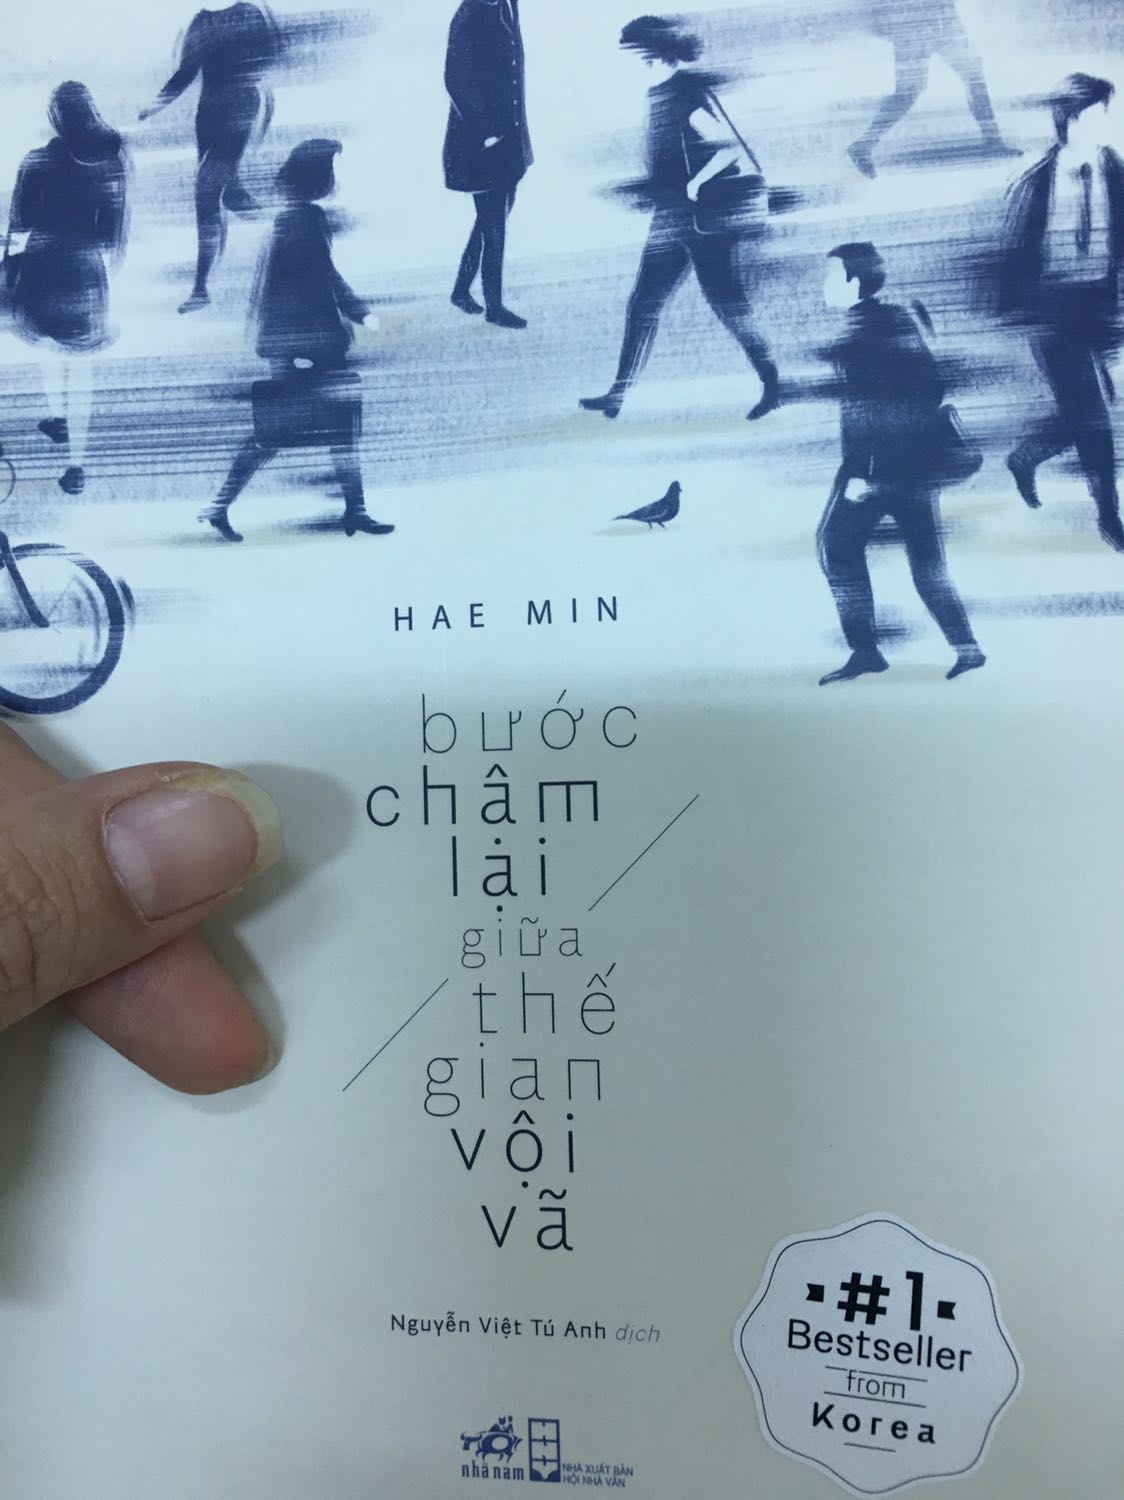 HAE MIN
bước
chậm
lại
giữa
thế
gian
vội
vã
Nguyễn Việt Tú Anh dịch
#1
Bestseller
from
Korea
nhã nam
NHÀ XUẤT BẢN
HỘI NHÀ VĂN